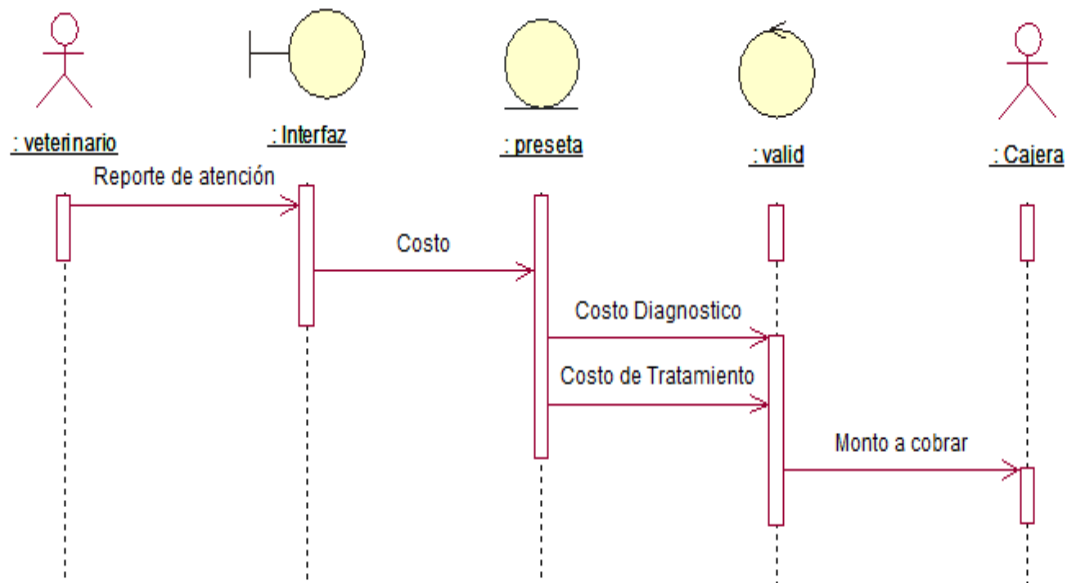 : veterinario
: Interfaz
: preseta
: valid
: Cajera
Reporte de atención
Costo
Costo Diagnostico
Costo de Tratamiento
Monto a cobrar